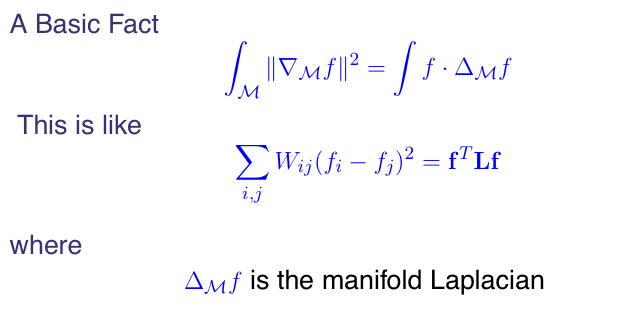 A Basic Fact
∫_M ‖∇_M f‖² = ∫ f · Δ_M f
This is like
∑_{i,j} W_{ij}(f_i − f_j)² = f^T Lf
where
Δ_M f is the manifold Laplacian